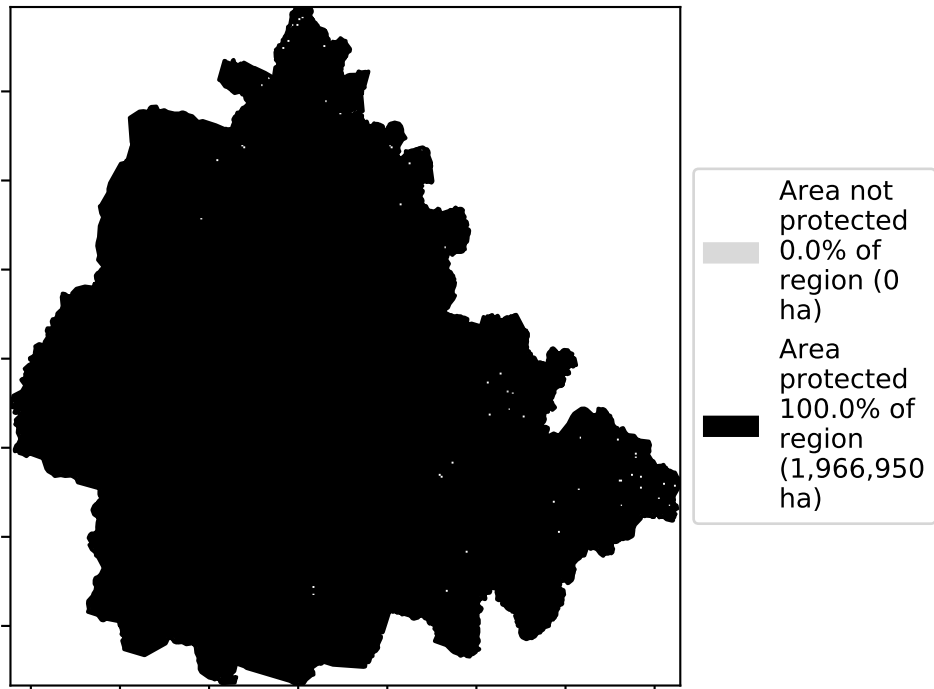 Area not
protected
0.0% of
region (0
ha)
Area
protected
100.0% of
region
(1,966,950
ha)